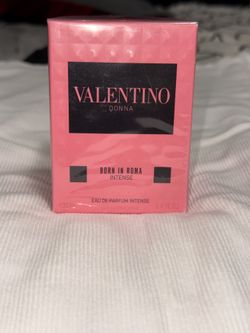 VALENTINO
DONNA
BORN IN ROMA
INTENSE
EAU DE PARFUM INTENSE